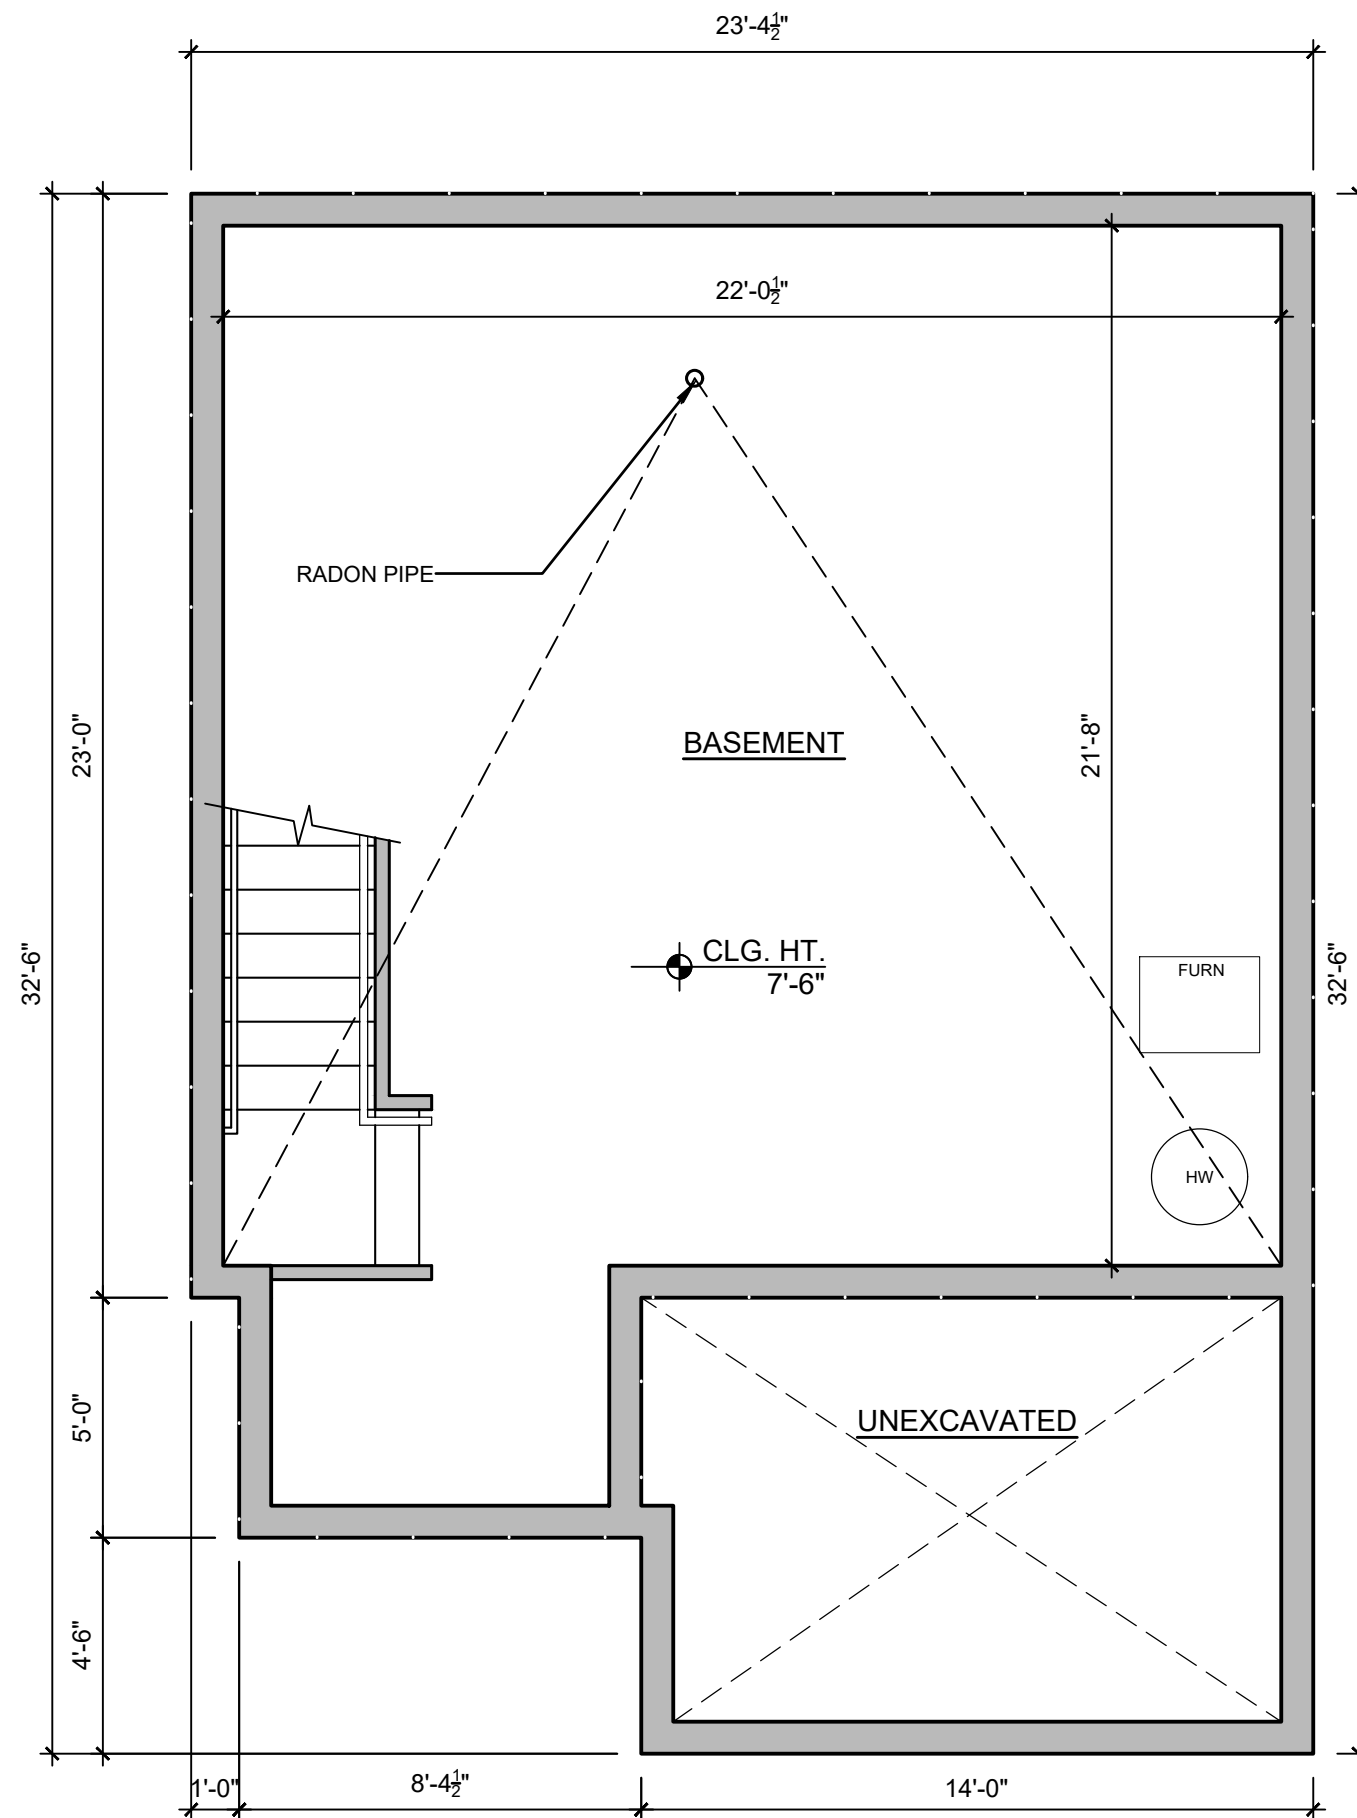 23'-4½"
22'-0½"
RADON PIPE
23'-0"
BASEMENT
21'-8"
CLG. HT.
7'-6"
32'-6"
FURN
32'-6"
HW
5'-0"
UNEXCAVATED
4'-6"
1'-0"
8'-4½"
14'-0"